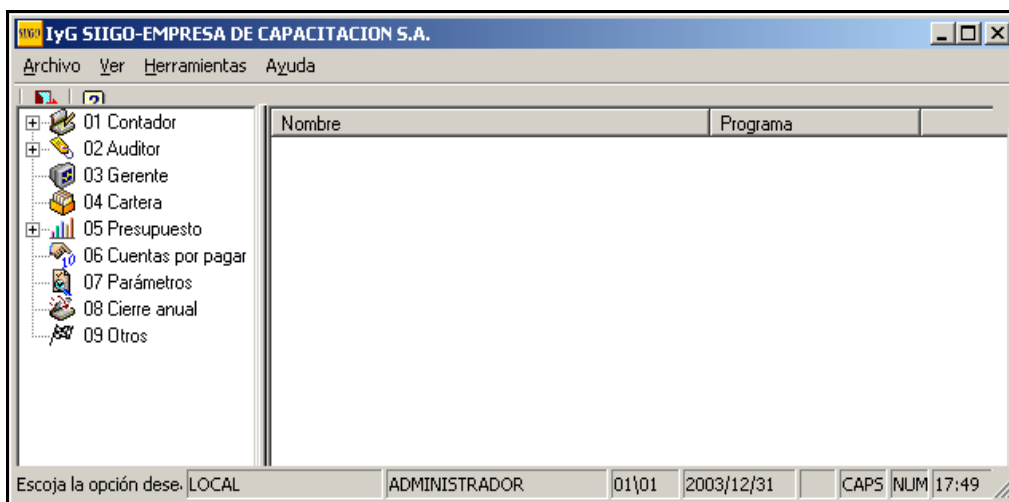 SIIGO IyG SIIGO-EMPRESA DE CAPACITACION S.A.
Archivo Ver Herramientas Ayuda
Nombre Programa
01 Contador
02 Auditor
03 Gerente
04 Cartera
05 Presupuesto
06 Cuentas por pagar
07 Parámetros
08 Cierre anual
09 Otros
Escoja la opción dese. LOCAL ADMINISTRADOR 01\01 2003/12/31 CAPS NUM 17:49